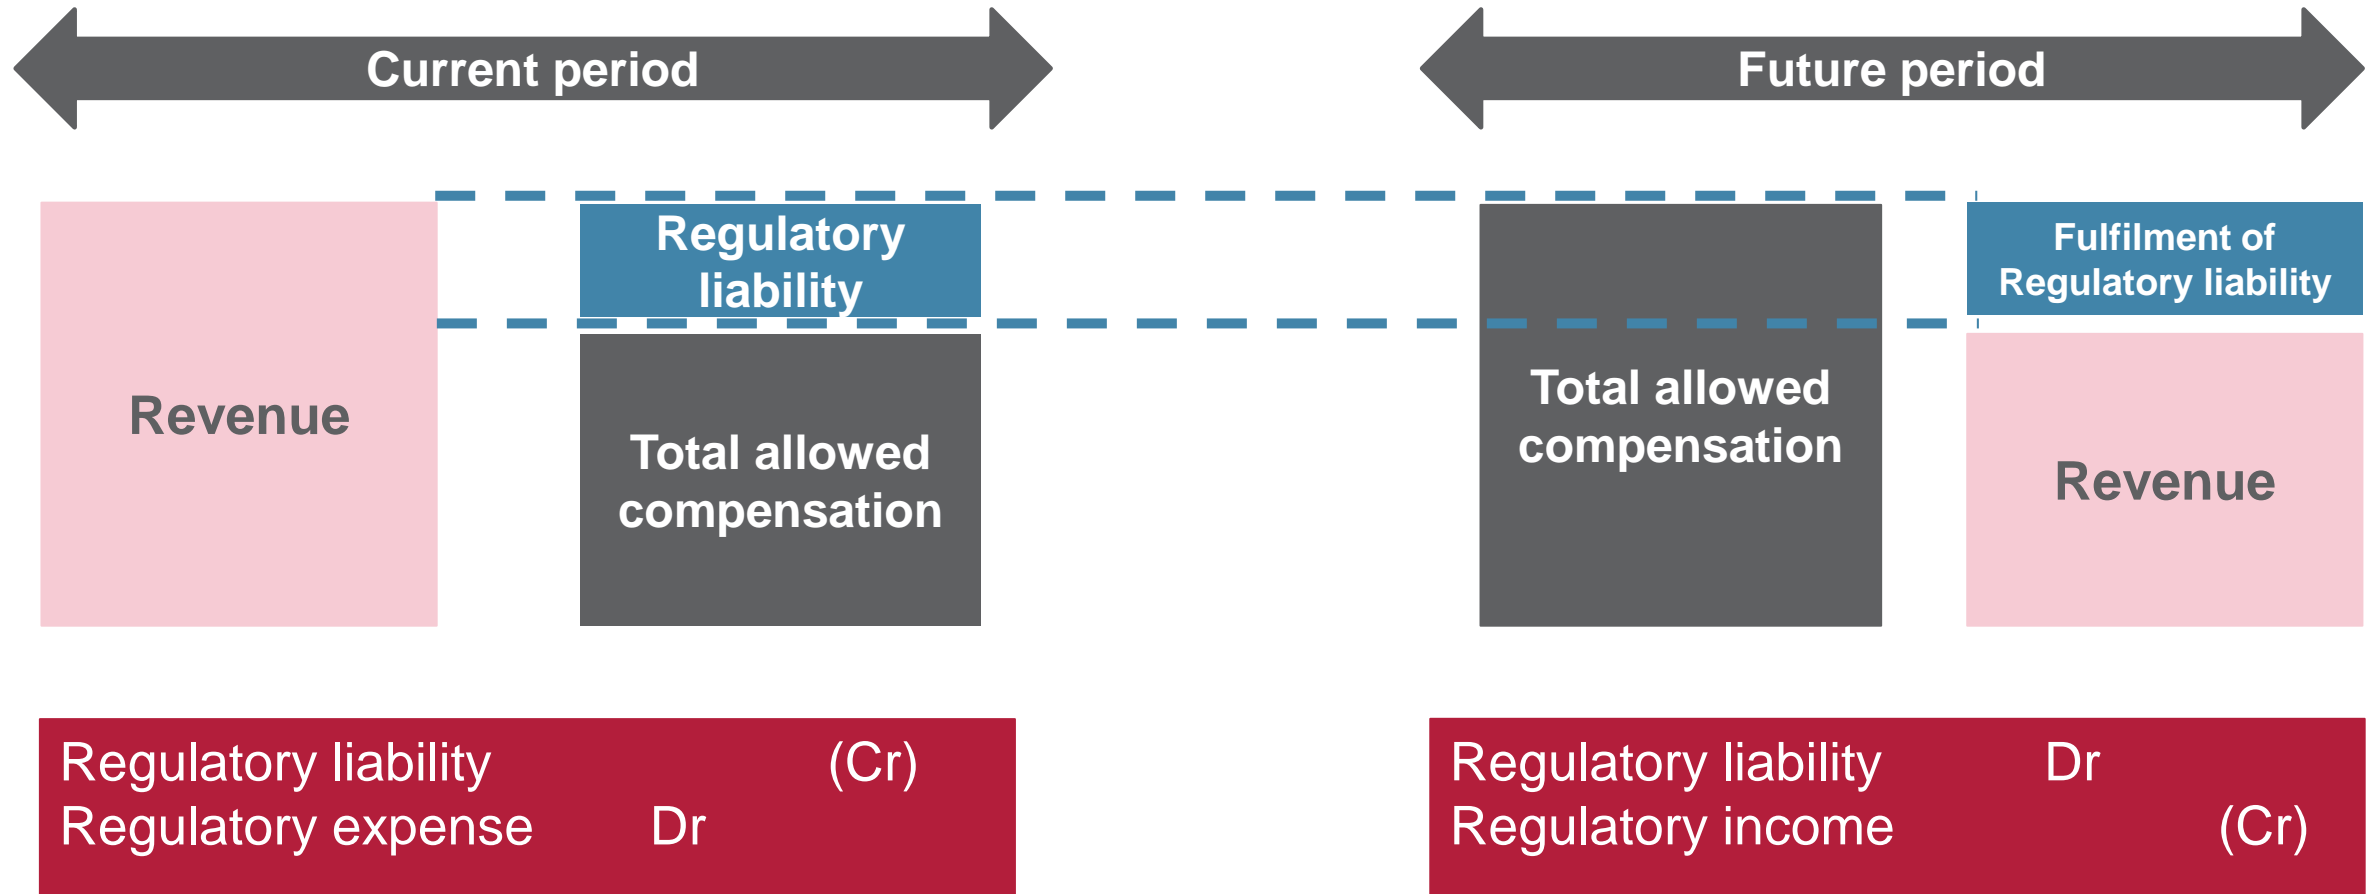 Current period
Future period
Revenue
Regulatory
liability
Total allowed
compensation
Total allowed
compensation
Fulfilment of
Regulatory liability
Revenue
Regulatory liability (Cr)
Regulatory expense Dr
Regulatory liability Dr
Regulatory income (Cr)